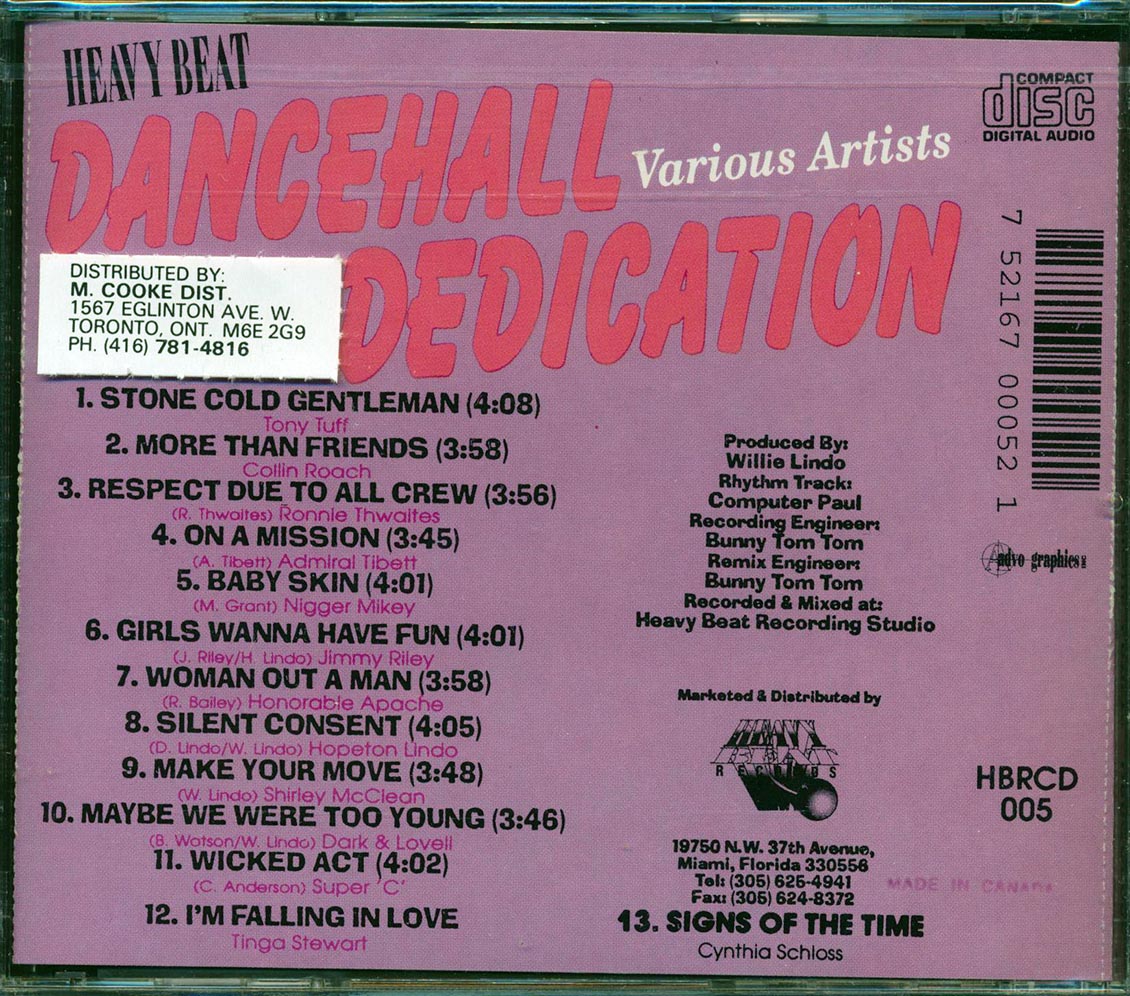 HEAVY BEAT
DANCEHALL
DEDICATION
Various Artists
COMPACT
disc
DIGITAL AUDIO
7 52167 00052 1
DISTRIBUTED BY:
M. COOKE DIST.
1567 EGLINTON AVE. W.
TORONTO, ONT. M6E 2G9
PH. (416) 781-4816
1. STONE COLD GENTLEMAN (4:08)
Tony Tuff
2. MORE THAN FRIENDS (3:58)
Collin Roach
3. RESPECT DUE TO ALL CREW (3:56)
(R. Thwaites) Ronnie Thwaites
4. ON A MISSION (3:45)
(A. Tibett) Admiral Tibett
5. BABY SKIN (4:01)
(M. Grant) Nigger Mikey
6. GIRLS WANNA HAVE FUN (4:01)
(J. Riley/H. Lindo) Jimmy Riley
7. WOMAN OUT A MAN (3:58)
(R. Bailey) Honorable Apache
8. SILENT CONSENT (4:05)
(D. Lindo/W. Lindo) Hopeton Lindo
9. MAKE YOUR MOVE (3:48)
(W. Lindo) Shirley McClean
10. MAYBE WE WERE TOO YOUNG (3:46)
(B. Watson/W. Lindo) Dark & Lovell
11. WICKED ACT (4:02)
(C. Anderson) Super 'C'
12. I'M FALLING IN LOVE
Tinga Stewart
Produced By:
Willie Lindo
Rhythm Track:
Computer Paul
Recording Engineer:
Bunny Tom Tom
Remix Engineer:
Bunny Tom Tom
Recorded & Mixed at:
Heavy Beat Recording Studio
advo graphics INC
Marketed & Distributed by
HEAVY
BEAT
RECORDS
HBRCD
005
19750 N.W. 37th Avenue,
Miami, Florida 330556
Tel: (305) 625-4941
Fax: (305) 624-8372
MADE IN CANADA
13. SIGNS OF THE TIME
Cynthia Schloss